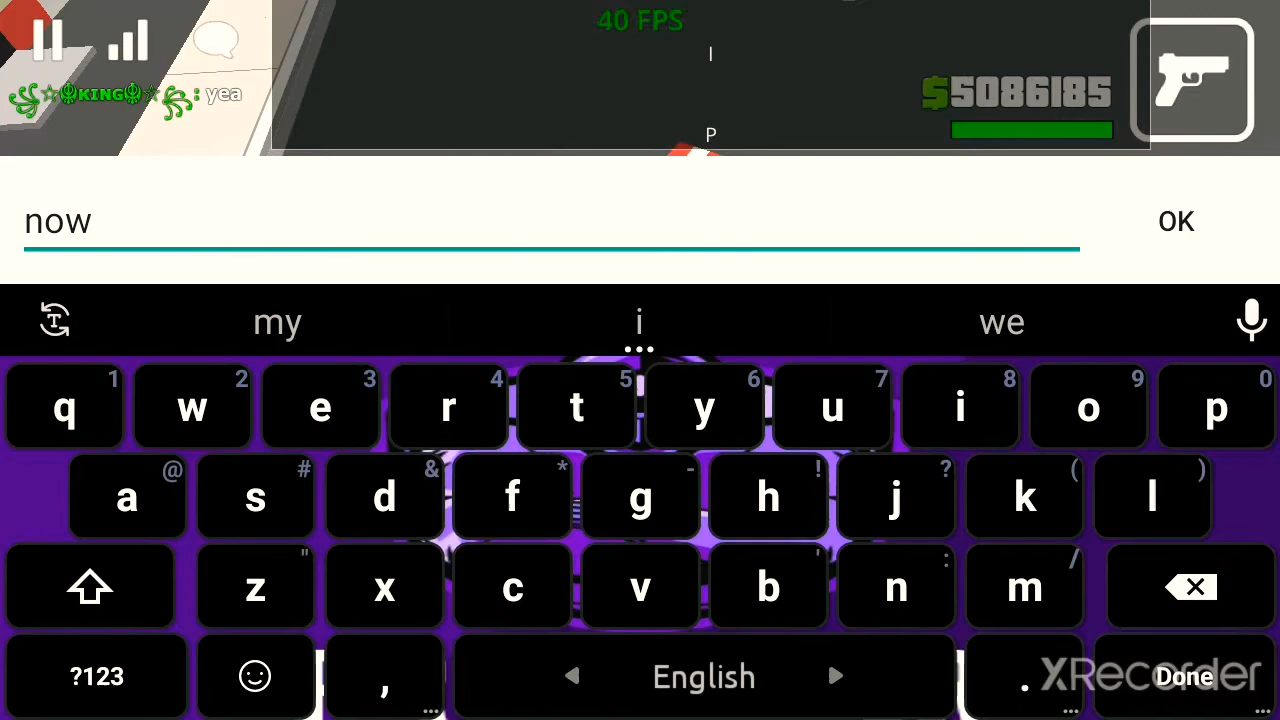 40 FPS
I
꧁☆☬κɪɴɢ☬☆꧂: yea
$5086185
P
now
OK
my i we
1 2 3 4 5 6 7 8 9 0
q w e r t y u i o p
@ # & * - ! ? ( )
a s d f g h j k l
" ' : /
z x c v b n m
?123 , English . Done
XRecorder